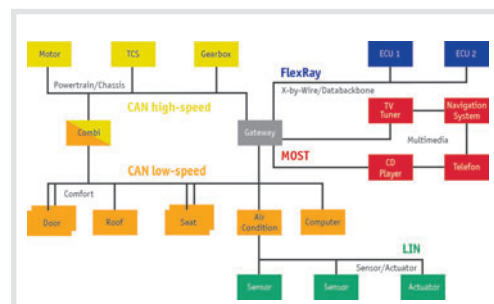 Motor
TCS
Gearbox
FlexRay
ECU 1
ECU 2
Powertrain/Chassis
X-by-Wire/Databackbone
CAN high-speed
TV
Tuner
Navigation
System
Combi
Gateway
Multimedia
MOST
CD
Player
Telefon
CAN low-speed
Comfort
Door
Roof
Seat
Air
Condition
Computer
LIN
Sensor/Actuator
Sensor
Sensor
Actuator